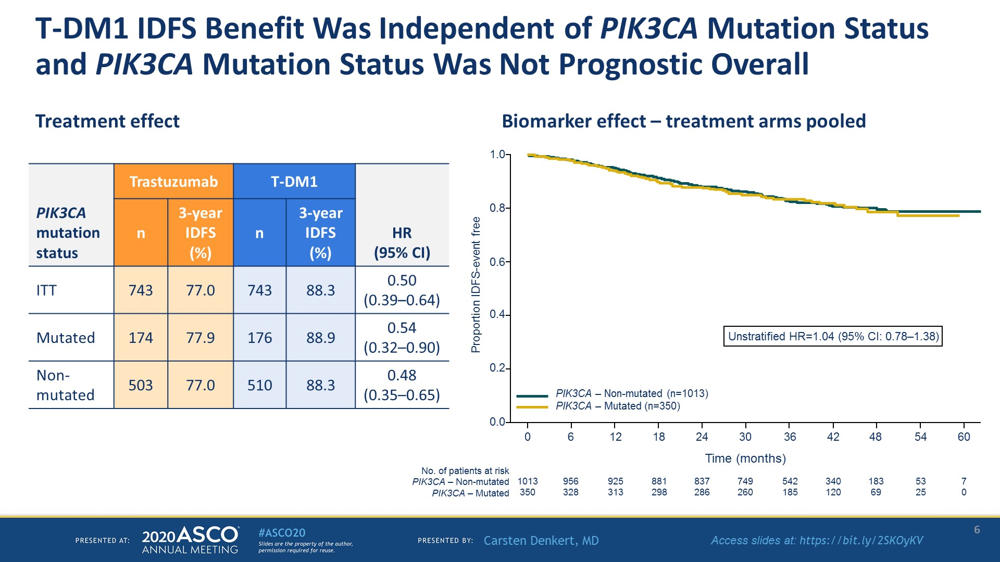 T-DM1 IDFS Benefit Was Independent of PIK3CA Mutation Status
and PIK3CA Mutation Status Was Not Prognostic Overall
Treatment effect
PIK3CA mutation status
Trastuzumab
T-DM1
HR (95% CI)
n
3-year IDFS (%)
n
3-year IDFS (%)
ITT 743 77.0 743 88.3 0.50 (0.39–0.64)
Mutated 174 77.9 176 88.9 0.54 (0.32–0.90)
Non-mutated 503 77.0 510 88.3 0.48 (0.35–0.65)
Biomarker effect – treatment arms pooled
Proportion IDFS-event free
1.0
0.8
0.6
0.4
0.2
0.0
Unstratified HR=1.04 (95% CI: 0.78–1.38)
PIK3CA – Non-mutated (n=1013)
PIK3CA – Mutated (n=350)
0 6 12 18 24 30 36 42 48 54 60
Time (months)
No. of patients at risk
PIK3CA – Non-mutated 1013 956 925 881 837 749 542 340 183 53 7
PIK3CA – Mutated 350 328 313 298 286 260 185 120 69 25 0
PRESENTED AT:
2020 ASCO®
ANNUAL MEETING
#ASCO20
Slides are the property of the author,
permission required for reuse.
PRESENTED BY: Carsten Denkert, MD
Access slides at: https://bit.ly/2SKOyKV
6